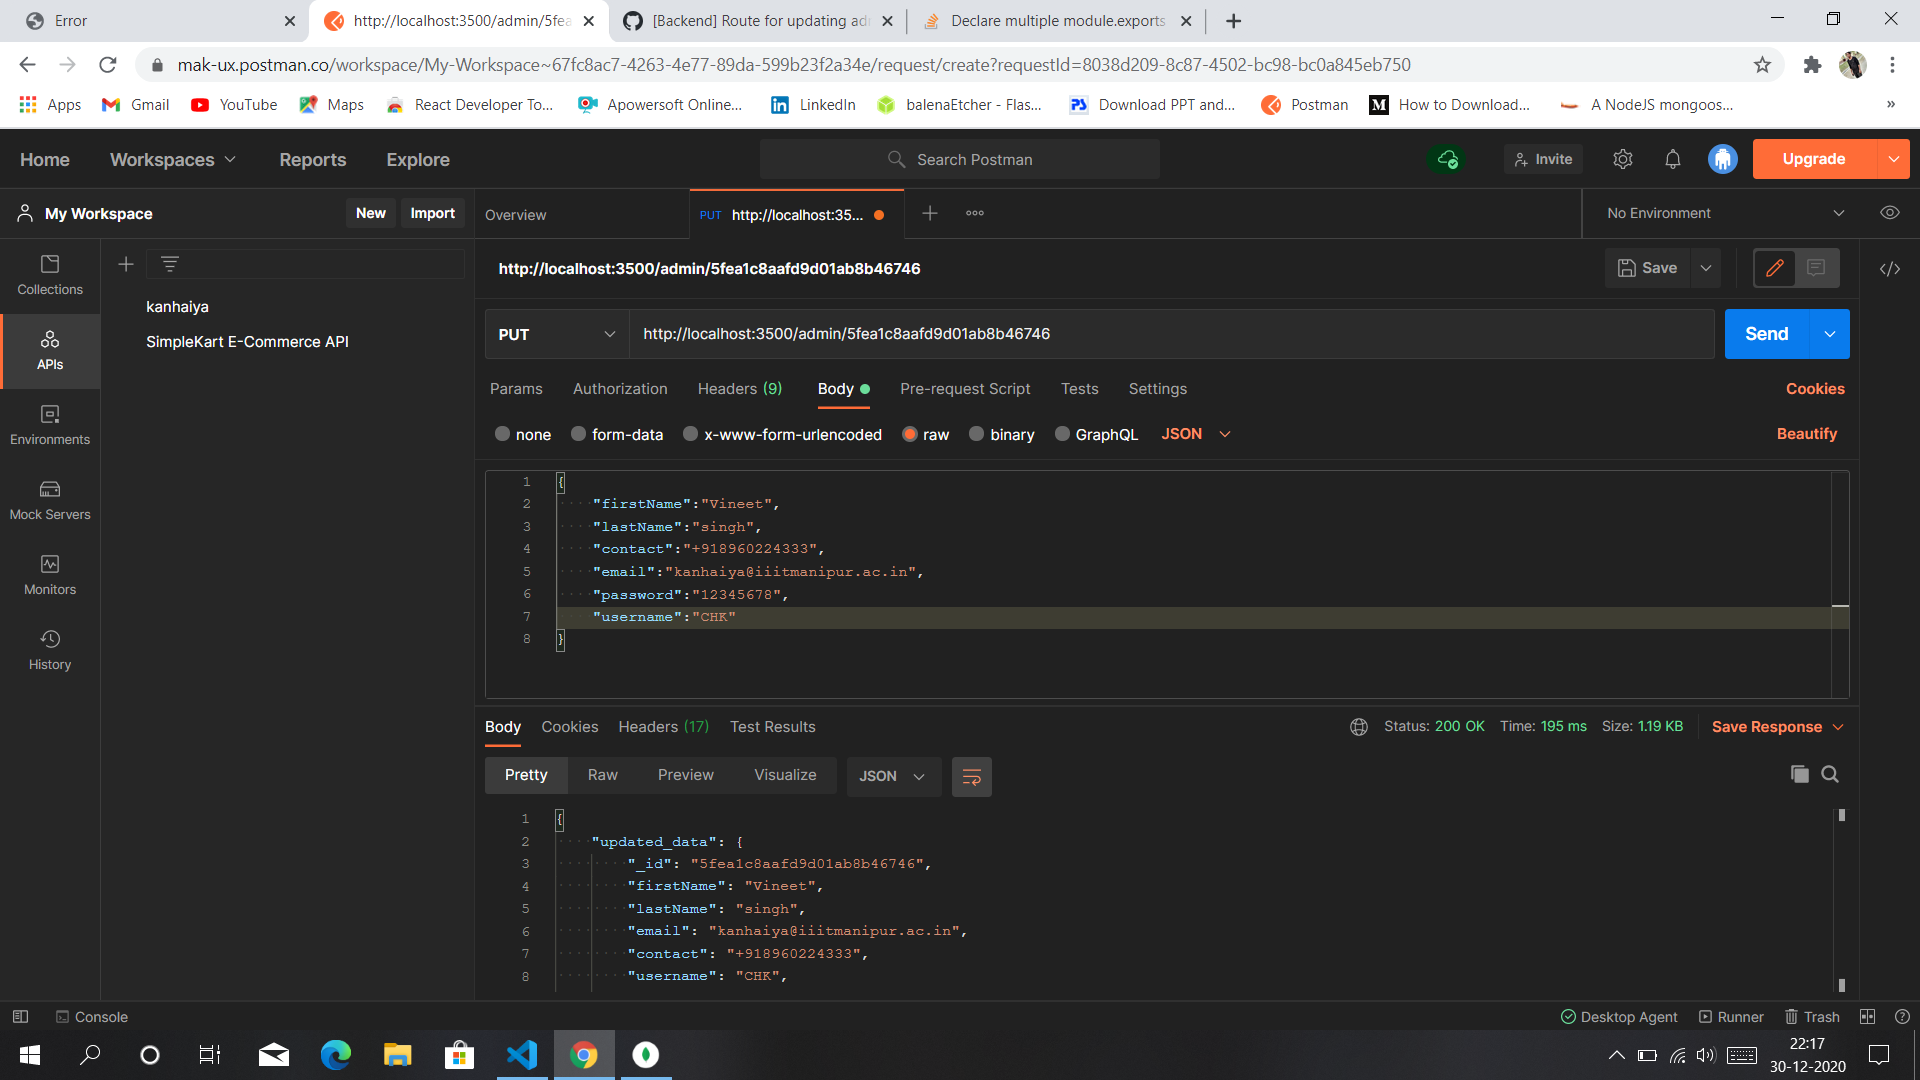 Error
http://localhost:3500/admin/5fea
[Backend] Route for updating adm
Declare multiple module.exports
mak-ux.postman.co/workspace/My-Workspace~67fc8ac7-4263-4e77-89da-599b23f2a34e/request/create?requestId=8038d209-8c87-4502-bc98-bc0a845eb750
Apps Gmail YouTube Maps React Developer To... Apowersoft Online... LinkedIn balenaEtcher - Flas... PS Download PPT and... Postman M How to Download... A NodeJS mongoos... »
Home Workspaces Reports Explore Search Postman Invite Upgrade
My Workspace New Import
Overview PUT http://localhost:35... No Environment
http://localhost:3500/admin/5fea1c8aafd9d01ab8b46746 Save
Collections
APIs
Environments
Mock Servers
Monitors
History
kanhaiya
SimpleKart E-Commerce API
PUT http://localhost:3500/admin/5fea1c8aafd9d01ab8b46746 Send
Params Authorization Headers (9) Body Pre-request Script Tests Settings Cookies
none form-data x-www-form-urlencoded raw binary GraphQL JSON Beautify
1 {
2 "firstName":"Vineet",
3 "lastName":"singh",
4 "contact":"+918960224333",
5 "email":"kanhaiya@iiitmanipur.ac.in",
6 "password":"12345678",
7 "username":"CHK"
8 }
Body Cookies Headers (17) Test Results Status: 200 OK Time: 195 ms Size: 1.19 KB Save Response
Pretty Raw Preview Visualize JSON
1 {
2 "updated_data": {
3 "_id": "5fea1c8aafd9d01ab8b46746",
4 "firstName": "Vineet",
5 "lastName": "singh",
6 "email": "kanhaiya@iiitmanipur.ac.in",
7 "contact": "+918960224333",
8 "username": "CHK",
Console Desktop Agent Runner Trash
22:17
30-12-2020